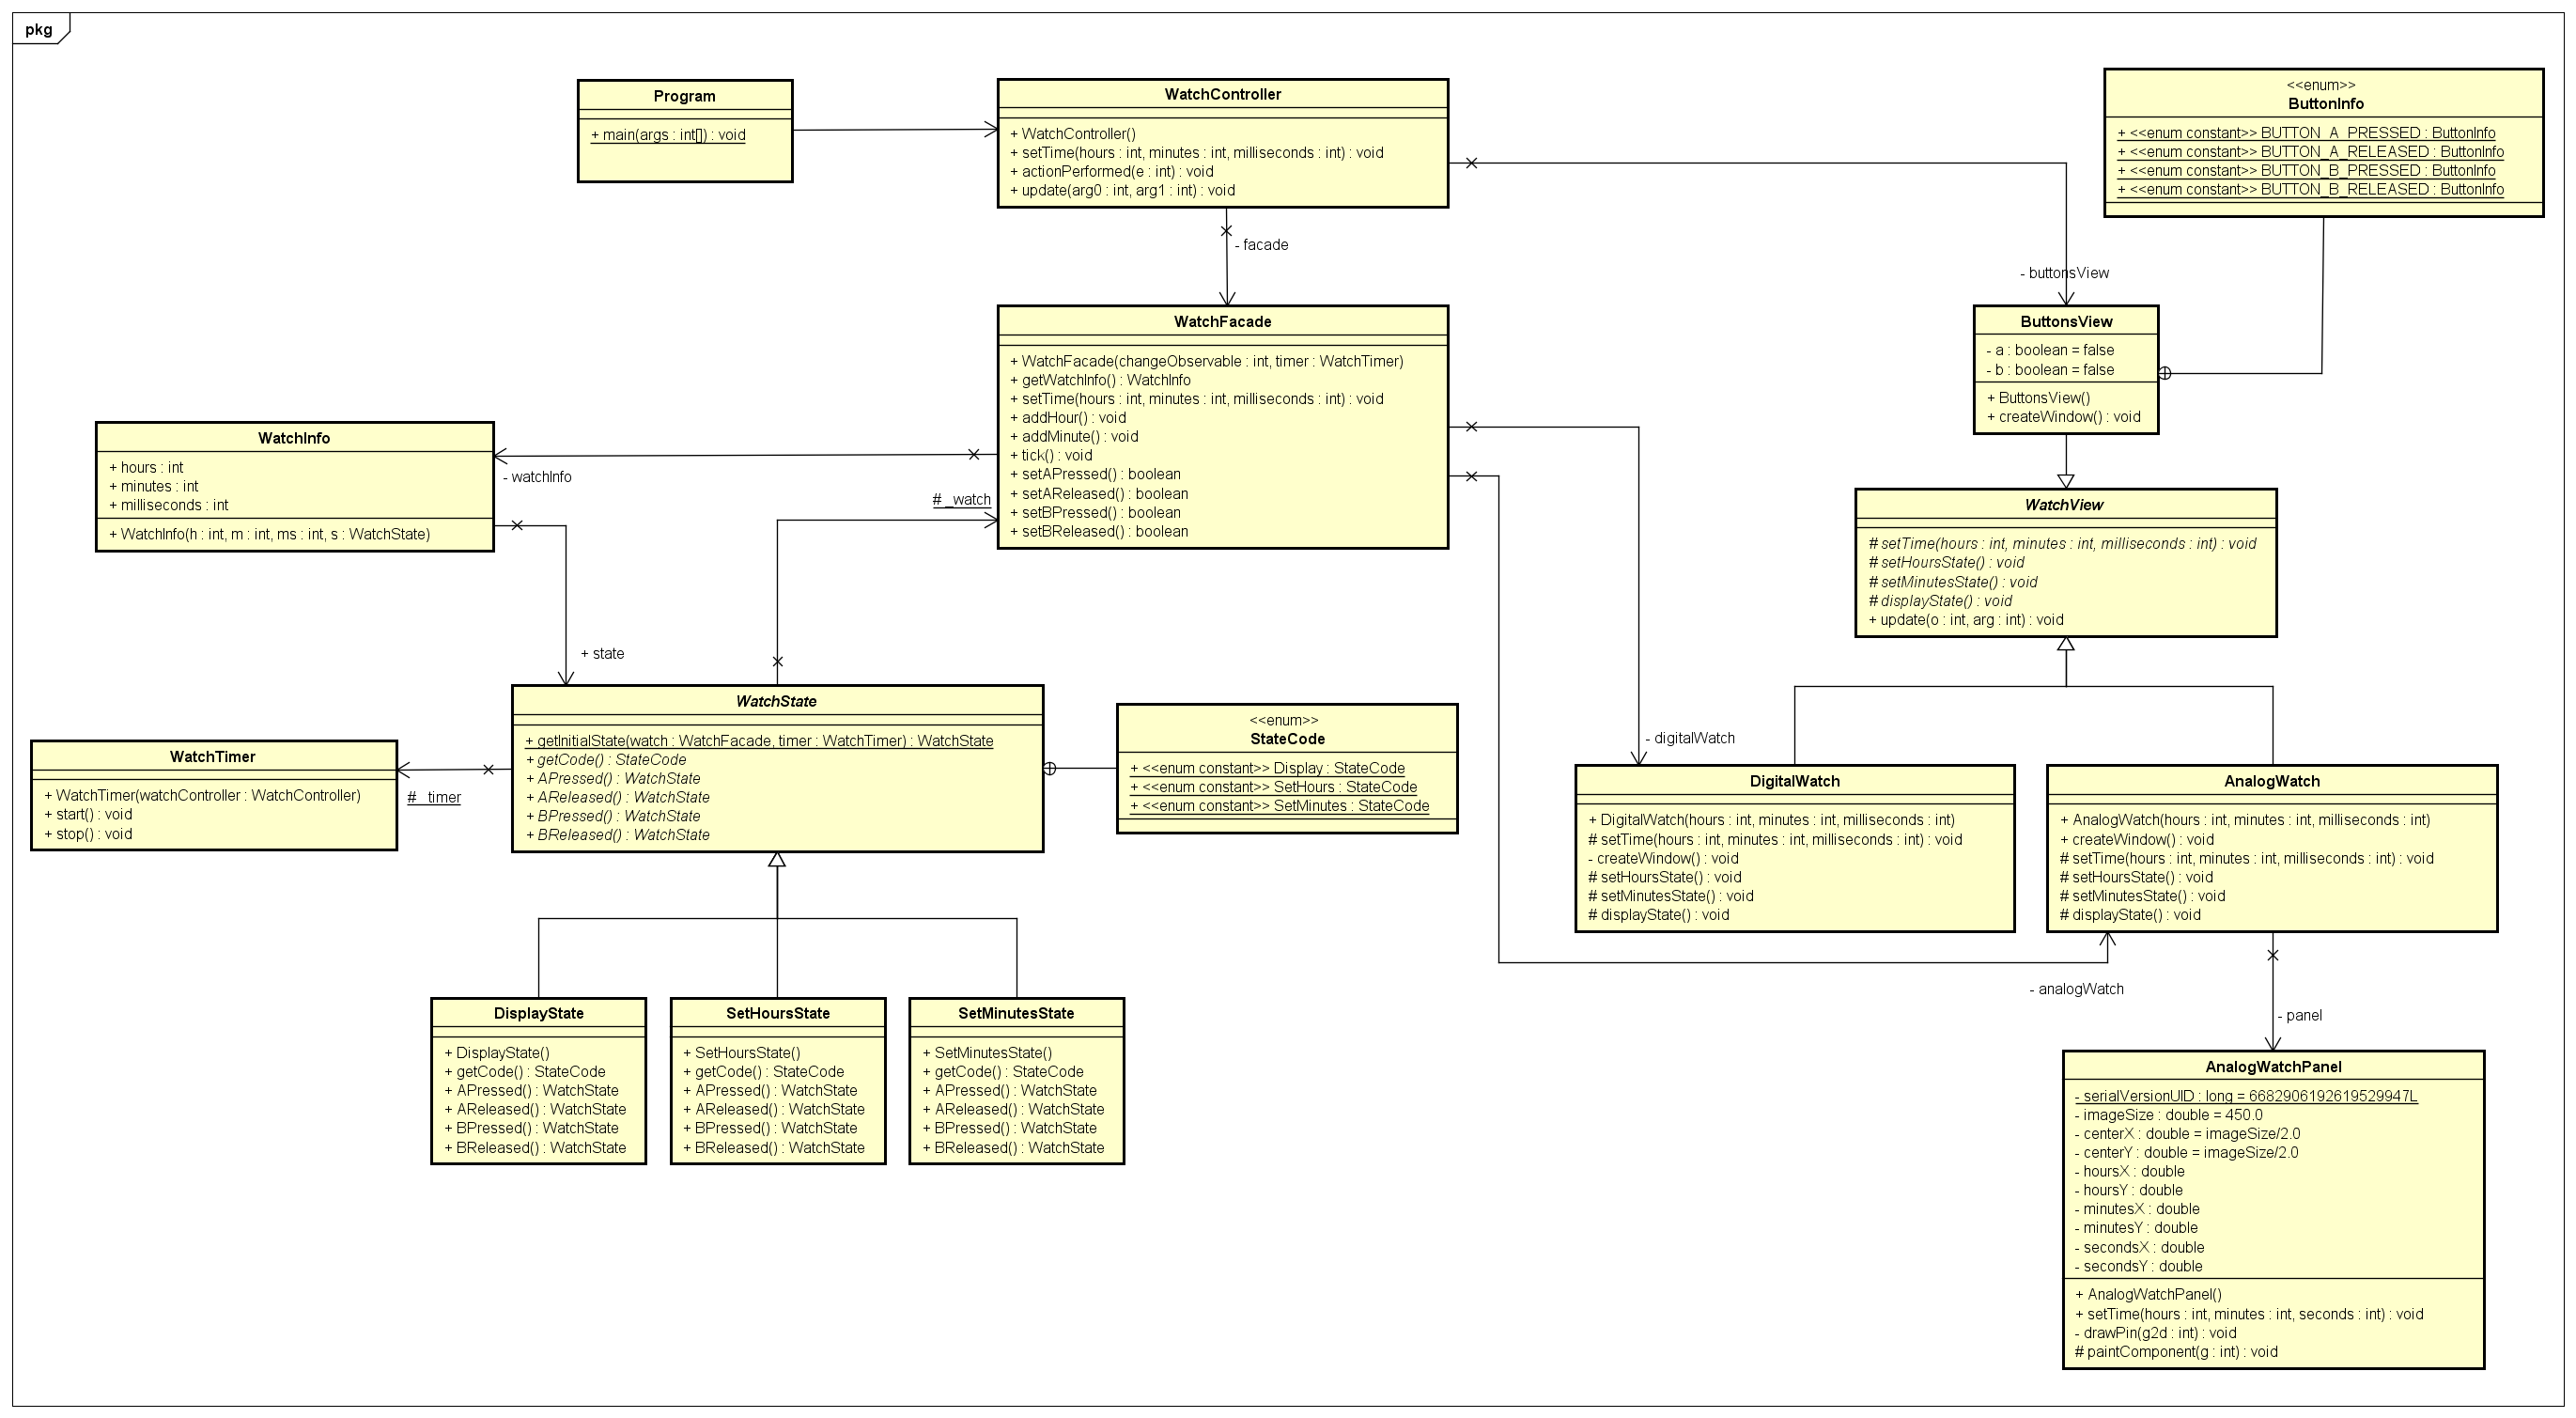 pkg
Program
+ main(args : int[]) : void
WatchController
+ WatchController()
+ setTime(hours : int, minutes : int, milliseconds : int) : void
+ actionPerformed(e : int) : void
+ update(arg0 : int, arg1 : int) : void
<<enum>>
ButtonInfo
+ <<enum constant>> BUTTON_A_PRESSED : ButtonInfo
+ <<enum constant>> BUTTON_A_RELEASED : ButtonInfo
+ <<enum constant>> BUTTON_B_PRESSED : ButtonInfo
+ <<enum constant>> BUTTON_B_RELEASED : ButtonInfo
- facade
- buttonsView
WatchFacade
+ WatchFacade(changeObservable : int, timer : WatchTimer)
+ getWatchInfo() : WatchInfo
+ setTime(hours : int, minutes : int, milliseconds : int) : void
+ addHour() : void
+ addMinute() : void
+ tick() : void
+ setAPressed() : boolean
+ setAReleased() : boolean
+ setBPressed() : boolean
+ setBReleased() : boolean
ButtonsView
- a : boolean = false
- b : boolean = false
+ ButtonsView()
+ createWindow() : void
WatchInfo
+ hours : int
+ minutes : int
+ milliseconds : int
+ WatchInfo(h : int, m : int, ms : int, s : WatchState)
- watchInfo
# _watch
WatchView
# setTime(hours : int, minutes : int, milliseconds : int) : void
# setHoursState() : void
# setMinutesState() : void
# displayState() : void
+ update(o : int, arg : int) : void
+ state
WatchState
+ getInitialState(watch : WatchFacade, timer : WatchTimer) : WatchState
+ getCode() : StateCode
+ APressed() : WatchState
+ AReleased() : WatchState
+ BPressed() : WatchState
+ BReleased() : WatchState
<<enum>>
StateCode
+ <<enum constant>> Display : StateCode
+ <<enum constant>> SetHours : StateCode
+ <<enum constant>> SetMinutes : StateCode
WatchTimer
+ WatchTimer(watchController : WatchController)
+ start() : void
+ stop() : void
# _timer
- digitalWatch
DigitalWatch
+ DigitalWatch(hours : int, minutes : int, milliseconds : int)
# setTime(hours : int, minutes : int, milliseconds : int) : void
- createWindow() : void
# setHoursState() : void
# setMinutesState() : void
# displayState() : void
AnalogWatch
+ AnalogWatch(hours : int, minutes : int, milliseconds : int)
+ createWindow() : void
# setTime(hours : int, minutes : int, milliseconds : int) : void
# setHoursState() : void
# setMinutesState() : void
# displayState() : void
- analogWatch
- panel
DisplayState
+ DisplayState()
+ getCode() : StateCode
+ APressed() : WatchState
+ AReleased() : WatchState
+ BPressed() : WatchState
+ BReleased() : WatchState
SetHoursState
+ SetHoursState()
+ getCode() : StateCode
+ APressed() : WatchState
+ AReleased() : WatchState
+ BPressed() : WatchState
+ BReleased() : WatchState
SetMinutesState
+ SetMinutesState()
+ getCode() : StateCode
+ APressed() : WatchState
+ AReleased() : WatchState
+ BPressed() : WatchState
+ BReleased() : WatchState
AnalogWatchPanel
- serialVersionUID : long = 6682906192619529947L
- imageSize : double = 450.0
- centerX : double = imageSize/2.0
- centerY : double = imageSize/2.0
- hoursX : double
- hoursY : double
- minutesX : double
- minutesY : double
- secondsX : double
- secondsY : double
+ AnalogWatchPanel()
+ setTime(hours : int, minutes : int, seconds : int) : void
- drawPin(g2d : int) : void
# paintComponent(g : int) : void